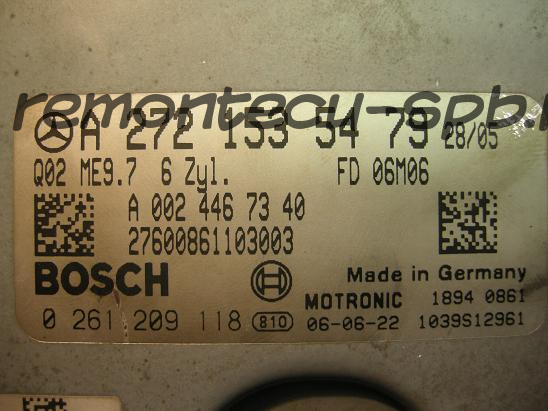 remontecu-spb.
A 272 153 54 79 28/05
Q02 ME9.7 6 Zyl. FD 06M06
A 002 446 73 40
27600861103003
BOSCH
Made in Germany
MOTRONIC 1894 0861
0 261 209 118 810 06-06-22 1039S12961